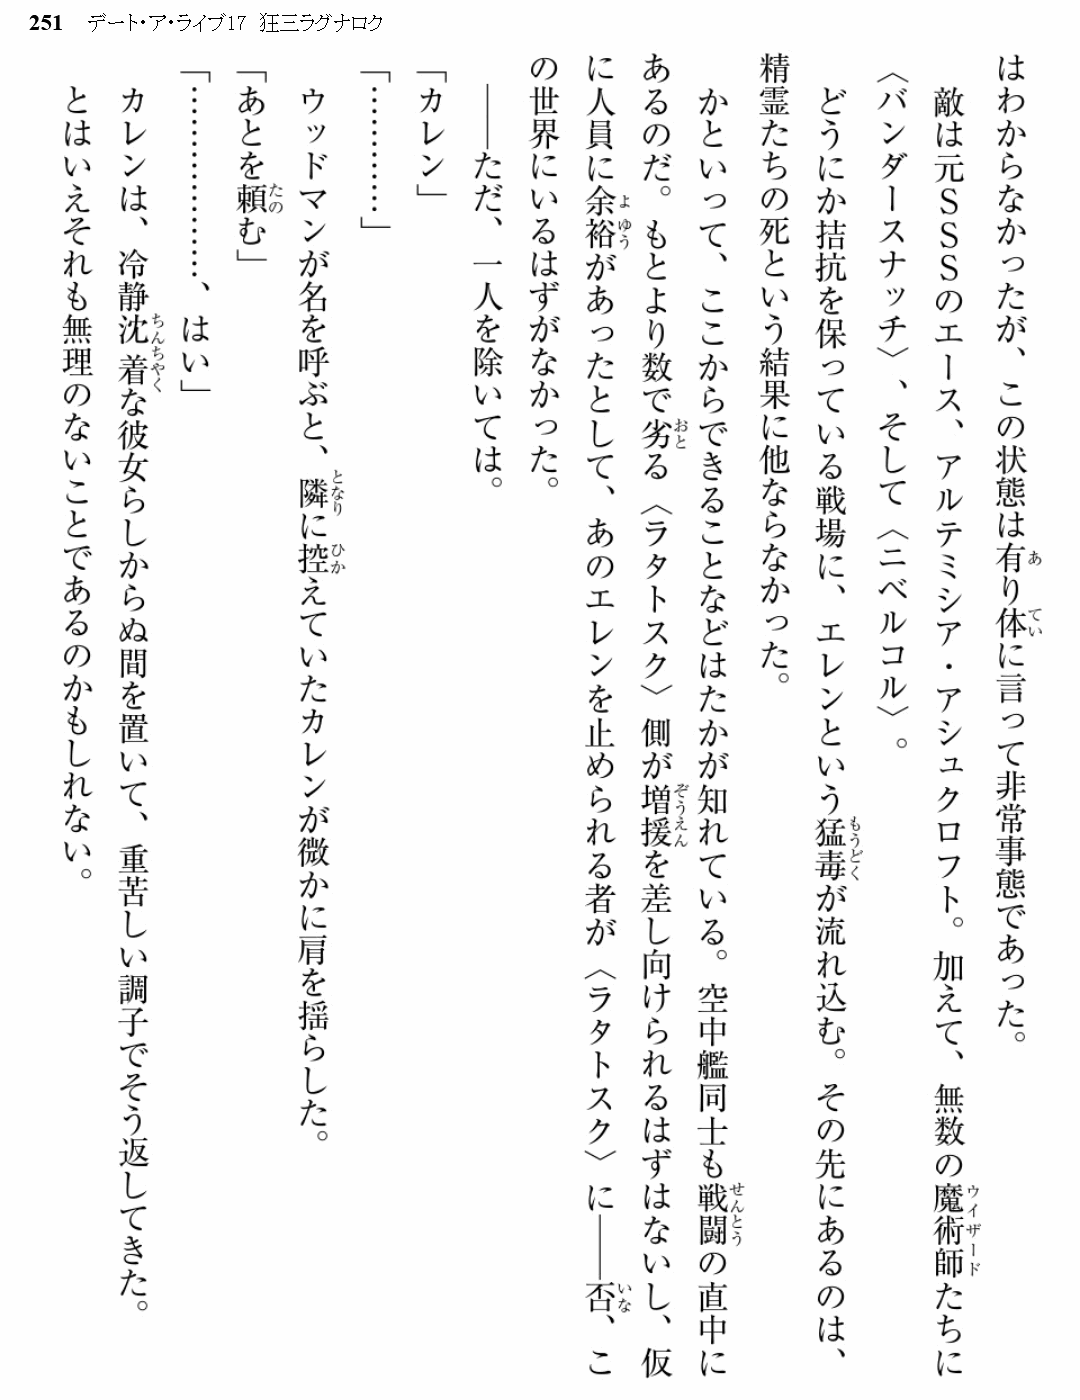 251 デート・ア・ライブ17 狂三ラグナロク
はわからなかったが、この状態は有り体に言って非常事態であった。
敵は元SSSのエース、アルテミシア・アシュクロフト。加えて、無数の魔術師たちに
〈バンダースナッチ〉、そして〈ニベルコル〉。
どうにか拮抗を保っている戦場に、エレンという猛毒が流れ込む。その先にあるのは、
精霊たちの死という結果に他ならなかった。
かといって、ここからできることなどはたかが知れている。空中艦同士も戦闘の直中に
あるのだ。もとより数で劣る〈ラタトスク〉側が増援を差し向けられるはずはないし、仮
に人員に余裕があったとして、あのエレンを止められる者が〈ラタトスク〉に――否、こ
の世界にいるはずがなかった。
――ただ、一人を除いては。
「カレン」
「…………」
ウッドマンが名を呼ぶと、隣に控えていたカレンが微かに肩を揺らした。
「あとを頼む」
「………………、はい」
カレンは、冷静沈着な彼女らしからぬ間を置いて、重苦しい調子でそう返してきた。
とはいえそれも無理のないことであるのかもしれない。